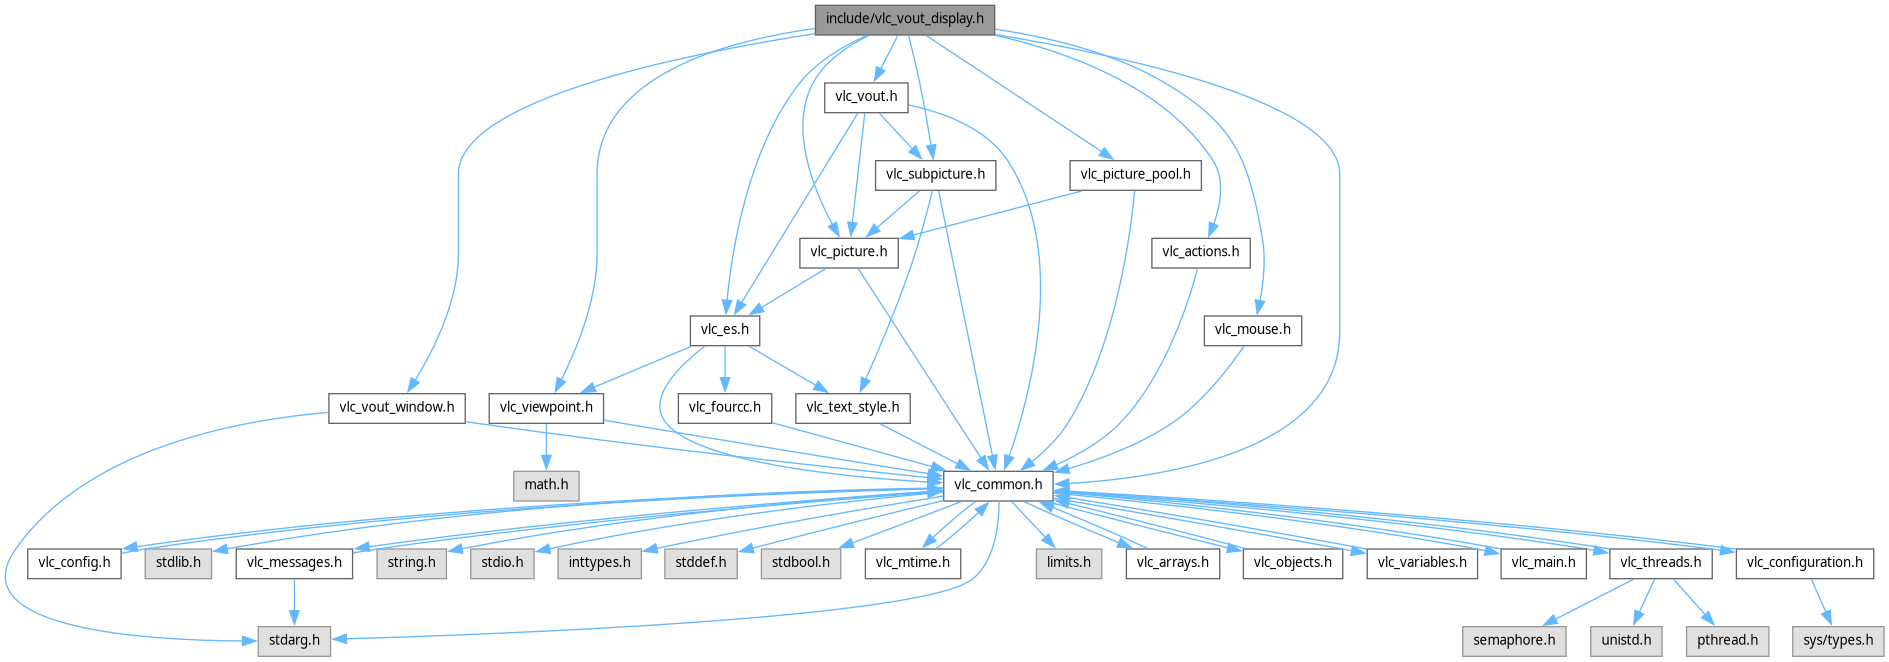 include/vlc_vout_display.h
vlc_vout.h
vlc_subpicture.h
vlc_picture_pool.h
vlc_picture.h
vlc_actions.h
vlc_es.h
vlc_mouse.h
vlc_vout_window.h
vlc_viewpoint.h
vlc_fourcc.h
vlc_text_style.h
math.h
vlc_common.h
vlc_config.h
stdlib.h
vlc_messages.h
string.h
stdio.h
inttypes.h
stddef.h
stdbool.h
vlc_mtime.h
limits.h
vlc_arrays.h
vlc_objects.h
vlc_variables.h
vlc_main.h
vlc_threads.h
vlc_configuration.h
stdarg.h
semaphore.h
unistd.h
pthread.h
sys/types.h